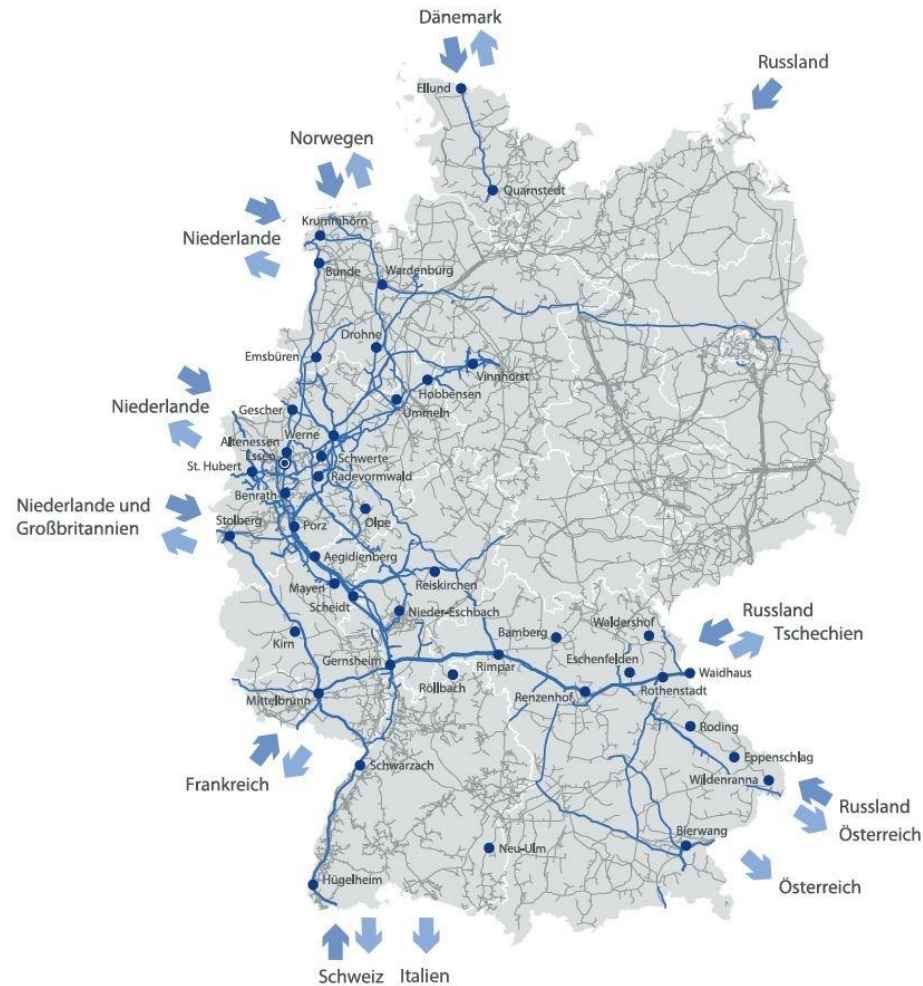 Dänemark
Russland
Ellund
Norwegen
Quarnstedt
Krummhörn
Niederlande
Bunde
Wardenburg
Drohne
Emsbüren
Vinnhorst
Hobbensen
Niederlande
Gescher
Ummeln
Altenessen
Werne
Essen
St. Hubert
Schwerte
Radevormwald
Benrath
Niederlande und
Großbritannien
Stolberg
Porz
Olpe
Aegidienberg
Mayen
Reiskirchen
Scheidt
Nieder-Eschbach
Kirn
Bamberg
Waldershof
Russland
Tschechien
Gernsheim
Rimpar
Eschenfelden
Waidhaus
Röllbach
Renzenhof
Rothenstadt
Mittelbrunn
Roding
Schwarzach
Eppenschlag
Frankreich
Wildenranna
Russland
Österreich
Bierwang
Neu-Ulm
Österreich
Hügelheim
Schweiz
Italien